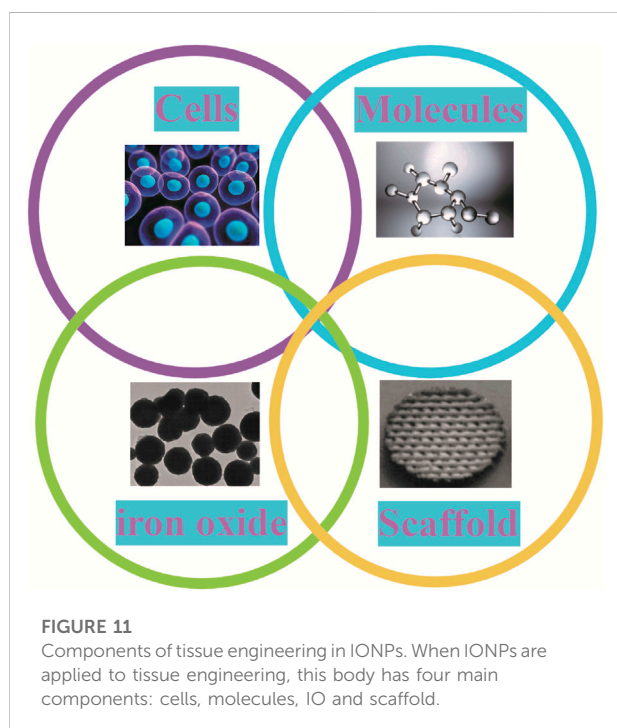 Cells
Molecules
iron oxide
Scaffold
FIGURE 11
Components of tissue engineering in IONPs. When IONPs are
applied to tissue engineering, this body has four main
components: cells, molecules, IO and scaffold.